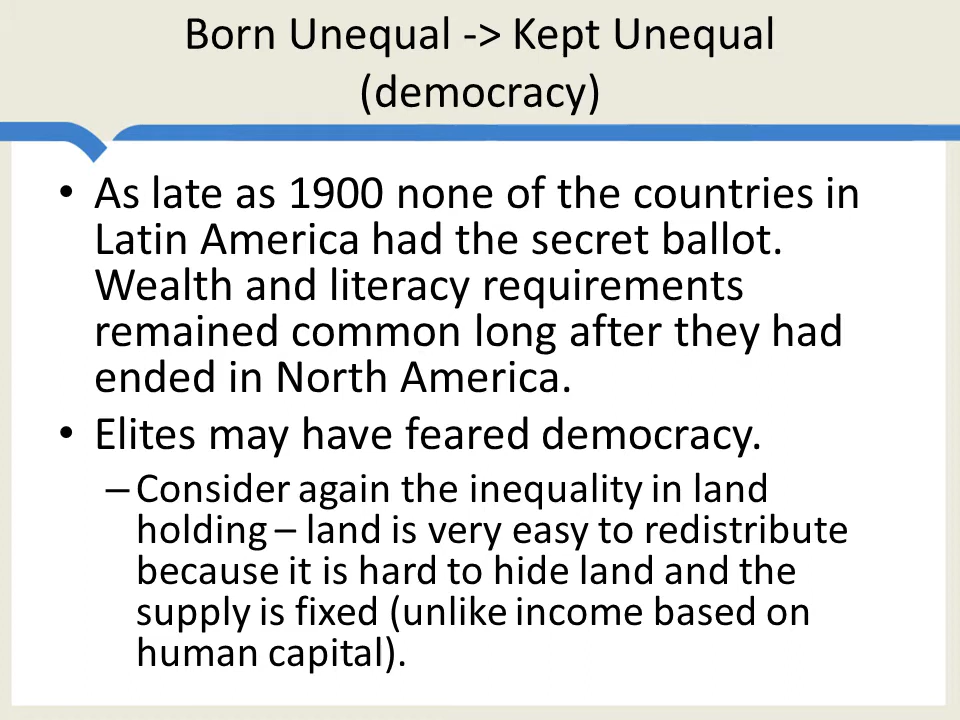 Born Unequal -> Kept Unequal
(democracy)
• As late as 1900 none of the countries in
Latin America had the secret ballot.
Wealth and literacy requirements
remained common long after they had
ended in North America.
• Elites may have feared democracy.
– Consider again the inequality in land
holding – land is very easy to redistribute
because it is hard to hide land and the
supply is fixed (unlike income based on
human capital).